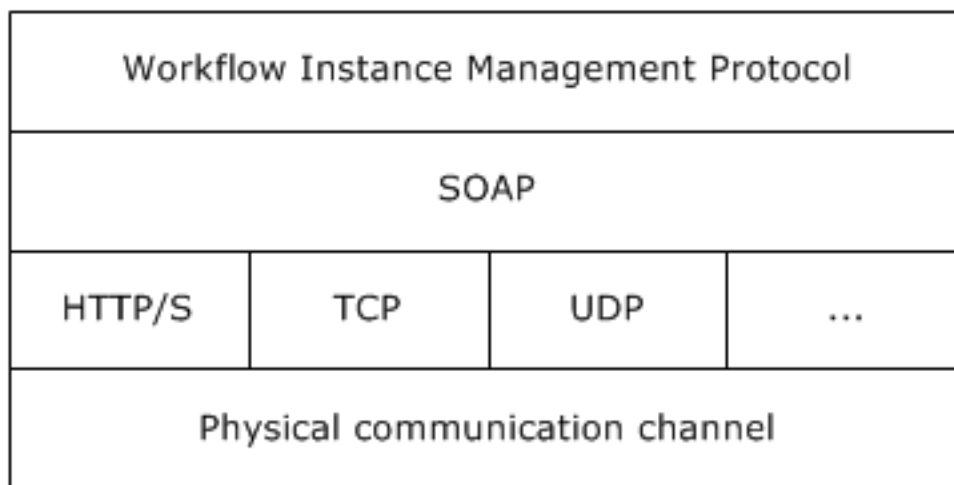 Workflow Instance Management Protocol
SOAP
HTTP/S TCP UDP ...
Physical communication channel